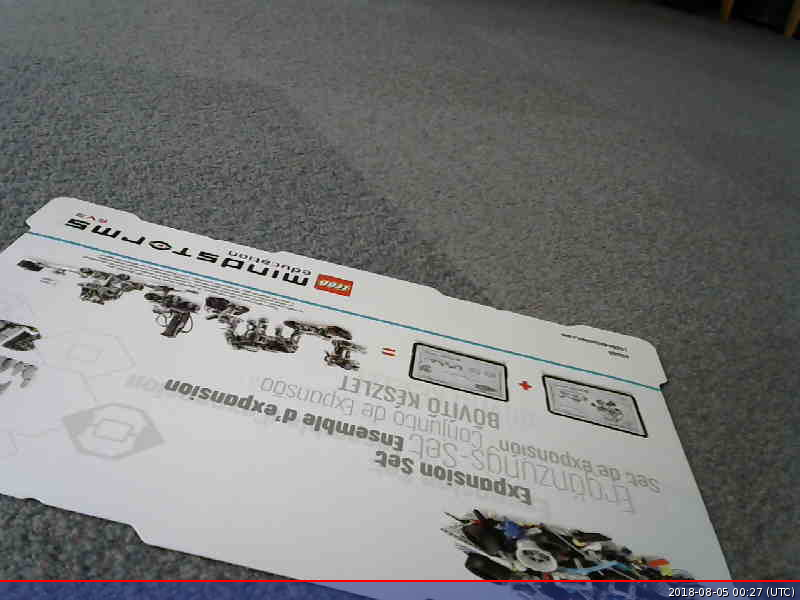 LEGO mindstorms
education
EV3
Expansion Set
Ergänzungs-Set
Set de Expansión
Ensemble d'expansion
Conjunto de Expansão
BŐVÍTŐ KÉSZLET
2018-08-05 00:27 (UTC)